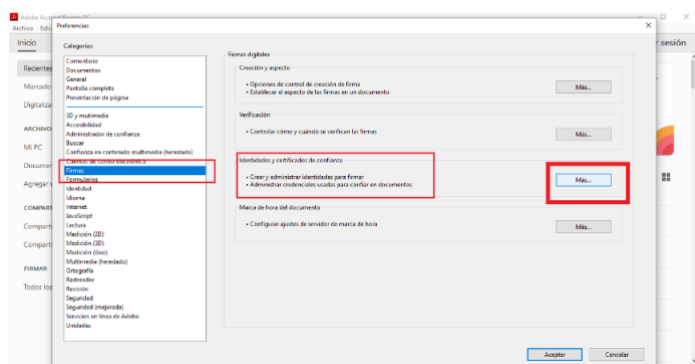 Adobe Acrobat Reader DC
Archivo
Preferencias
Inicio
sesión
Recientes
Mi PC
Todos los
Categorías:
Comentario
Documentos
General
Pantalla completa
Presentación de página
3D y multimedia
Accesibilidad
Administrador de confianza
Buscar
Confianza en contenido multimedia (heredado)
Cuentas de correo electrónico
Firmas
Formularios
Identidad
Idioma
Internet
JavaScript
Lectura
Medición (2D)
Medición (3D)
Medición (Geo)
Multimedia (heredado)
Ortografía
Rastreador
Revisión
Seguridad
Seguridad (mejorada)
Servicios en línea de Adobe
Unidades
ARCHIVO
COMPART
Comparti
Comparti
FIRMAR
Firmas digitales
Creación y aspecto
• Opciones de control de creación de firma
• Establecer el aspecto de las firmas en un documento
Más...
Verificación
• Controlar cómo y cuándo se verifican las firmas
Más...
Identidades y certificados de confianza
• Crear y administrar identidades para firmar
• Administrar credenciales usadas para confiar en documentos
Más...
Marca de hora del documento
• Configurar ajustes de servidor de marca de hora
Más...
Aceptar
Cancelar